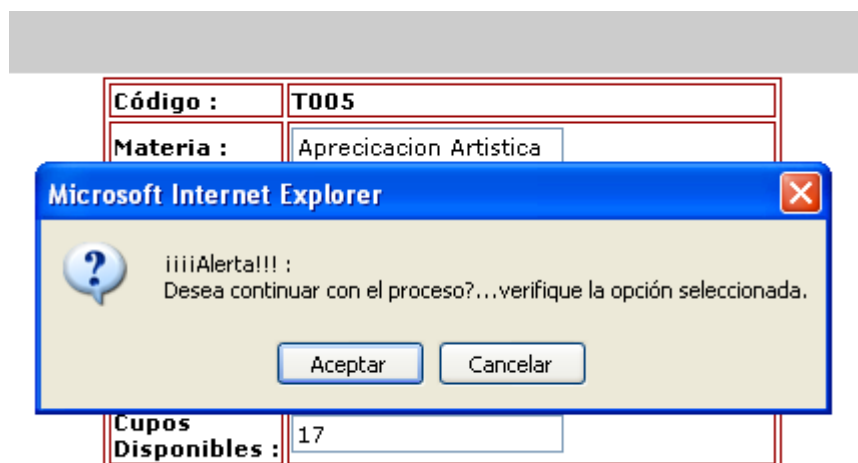 Código : T005
Materia : Aprecicacion Artistica
Microsoft Internet Explorer
¡¡¡¡Alerta!!! :
Desea continuar con el proceso?...verifique la opción seleccionada.
Aceptar Cancelar
Cupos
Disponibles : 17